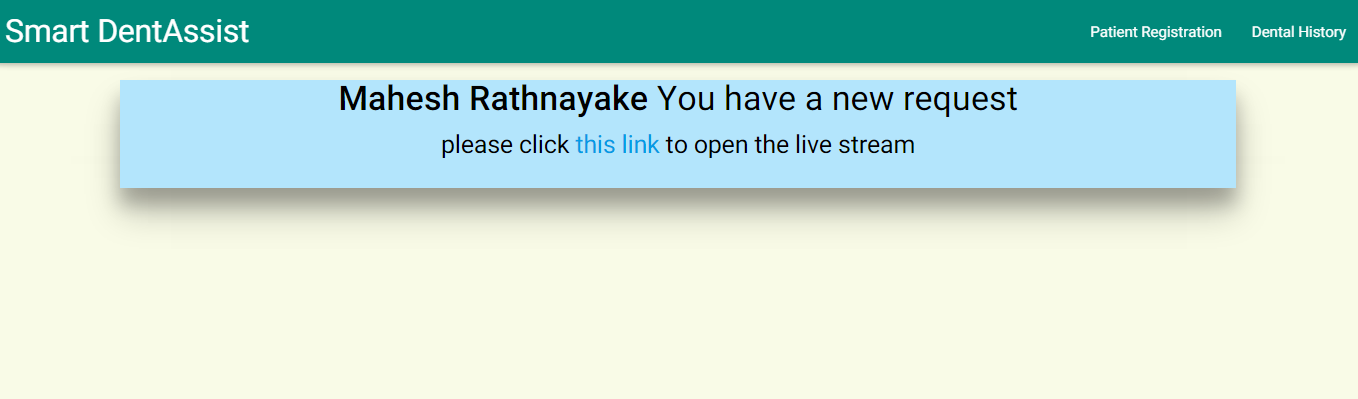 Smart DentAssist
Patient Registration
Dental History
Mahesh Rathnayake You have a new request
please click this link to open the live stream